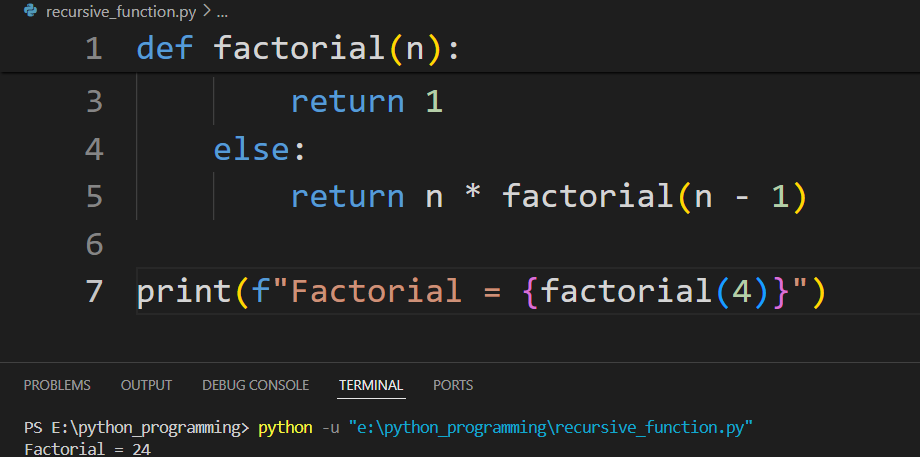 recursive_function.py > ...
1 def factorial(n):
3 return 1
4 else:
5 return n * factorial(n - 1)
6
7 print(f"Factorial = {factorial(4)}")
PROBLEMS OUTPUT DEBUG CONSOLE TERMINAL PORTS
PS E:\python_programming> python -u "e:\python_programming\recursive_function.py"
Factorial = 24